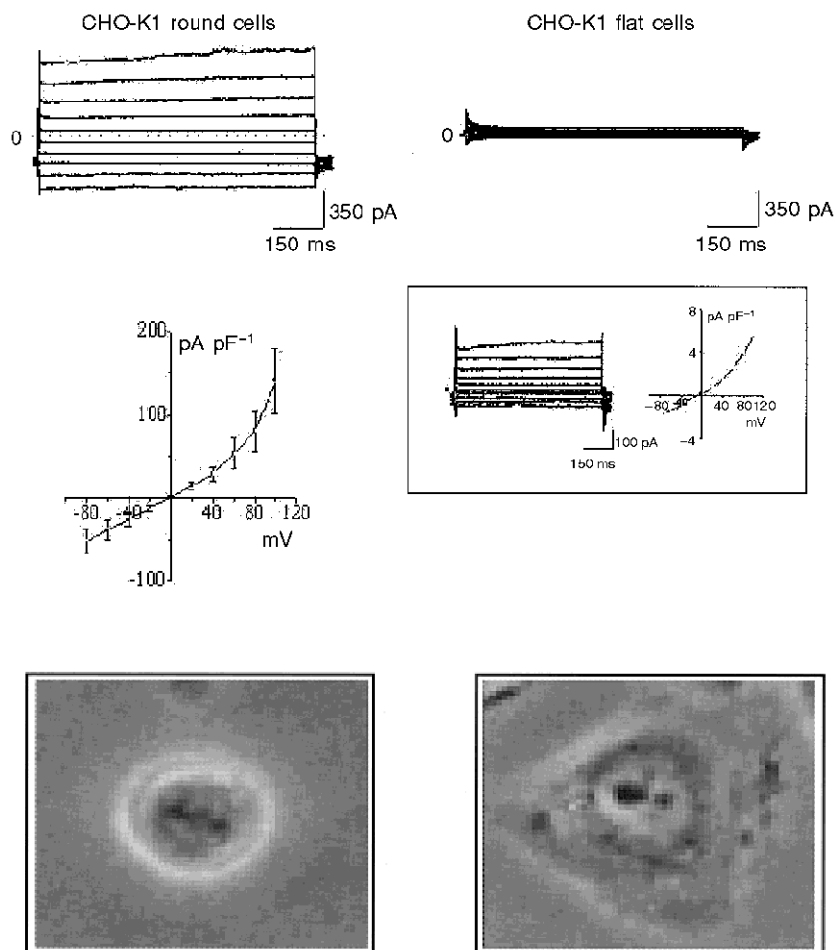 CHO-K1 round cells
CHO-K1 flat cells
0
350 pA
150 ms
0
350 pA
150 ms
200
pA pF⁻¹
100
-80 -40 40 80 120
mV
-100
100 pA
150 ms
8
pA pF⁻¹
4
−80 −40 40 80 120
mV
−4